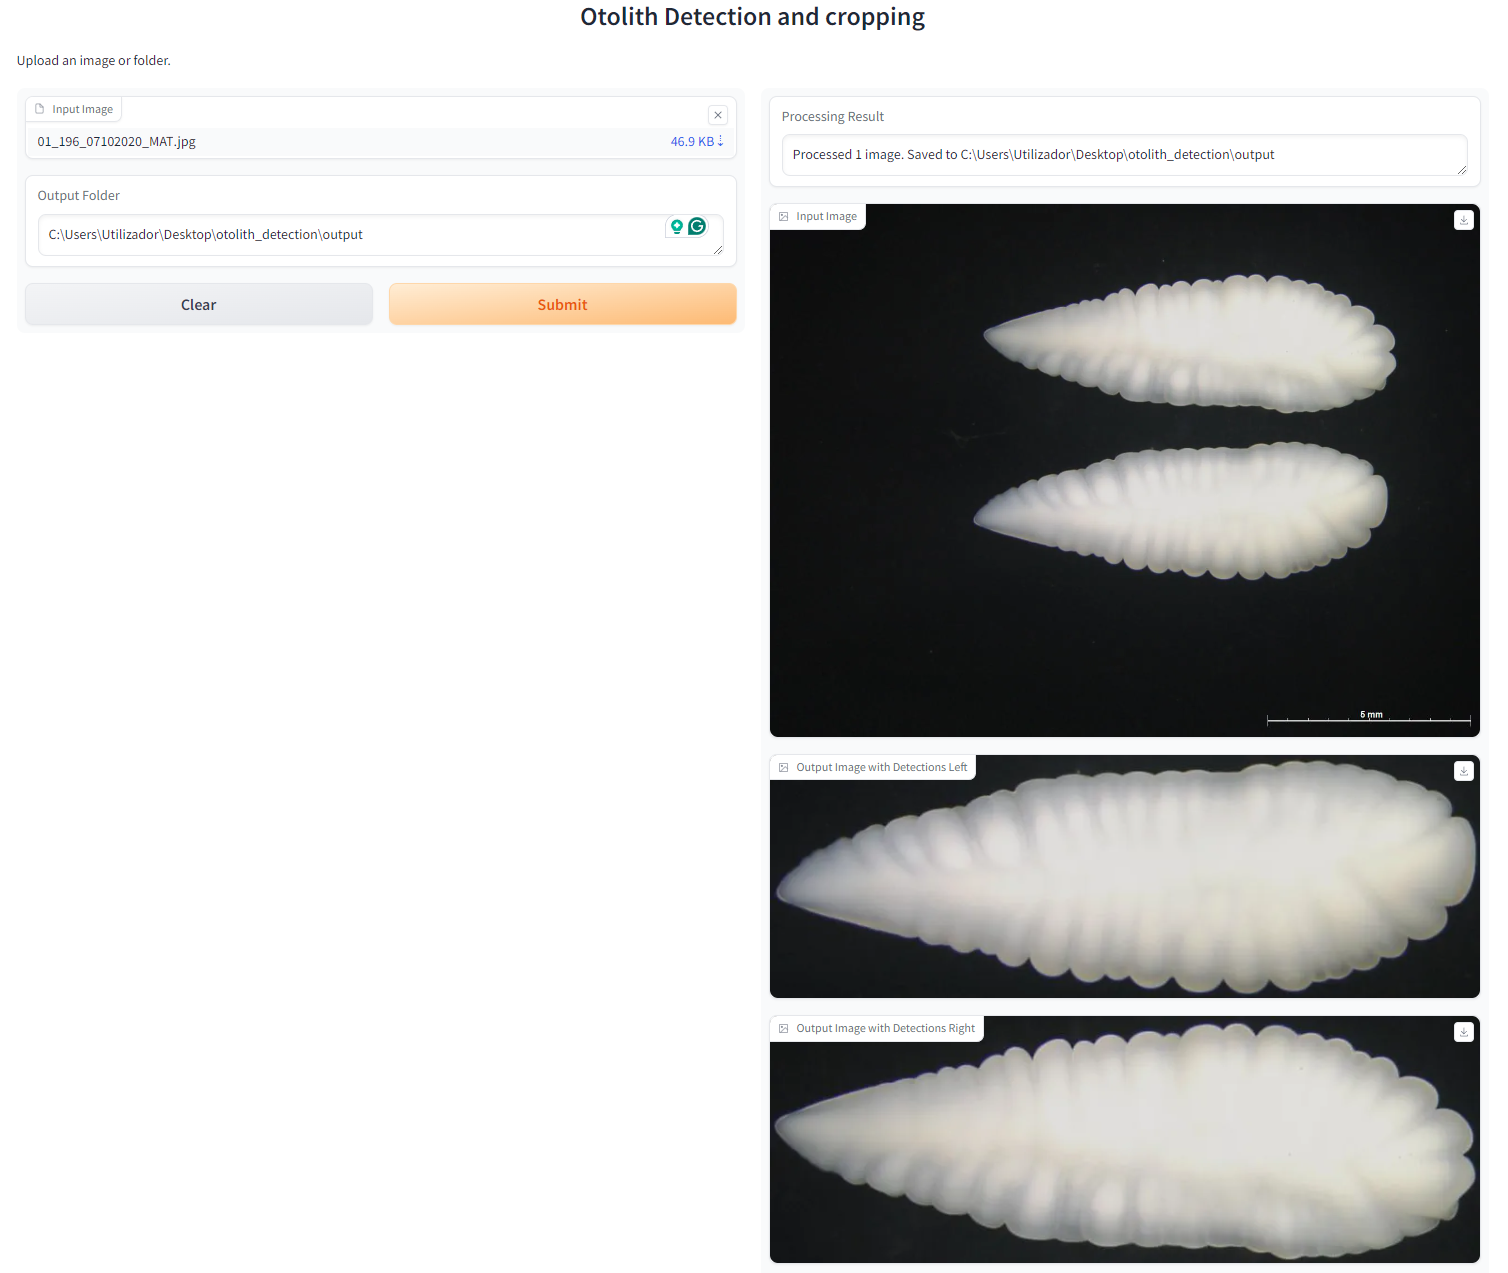 Otolith Detection and cropping
Upload an image or folder.
Input Image
01_196_07102020_MAT.jpg
46.9 KB↓
Output Folder
C:\Users\Utilizador\Desktop\otolith_detection\output
Clear
Submit
Processing Result
Processed 1 image. Saved to C:\Users\Utilizador\Desktop\otolith_detection\output
Input Image
5 mm
Output Image with Detections Left
Output Image with Detections Right